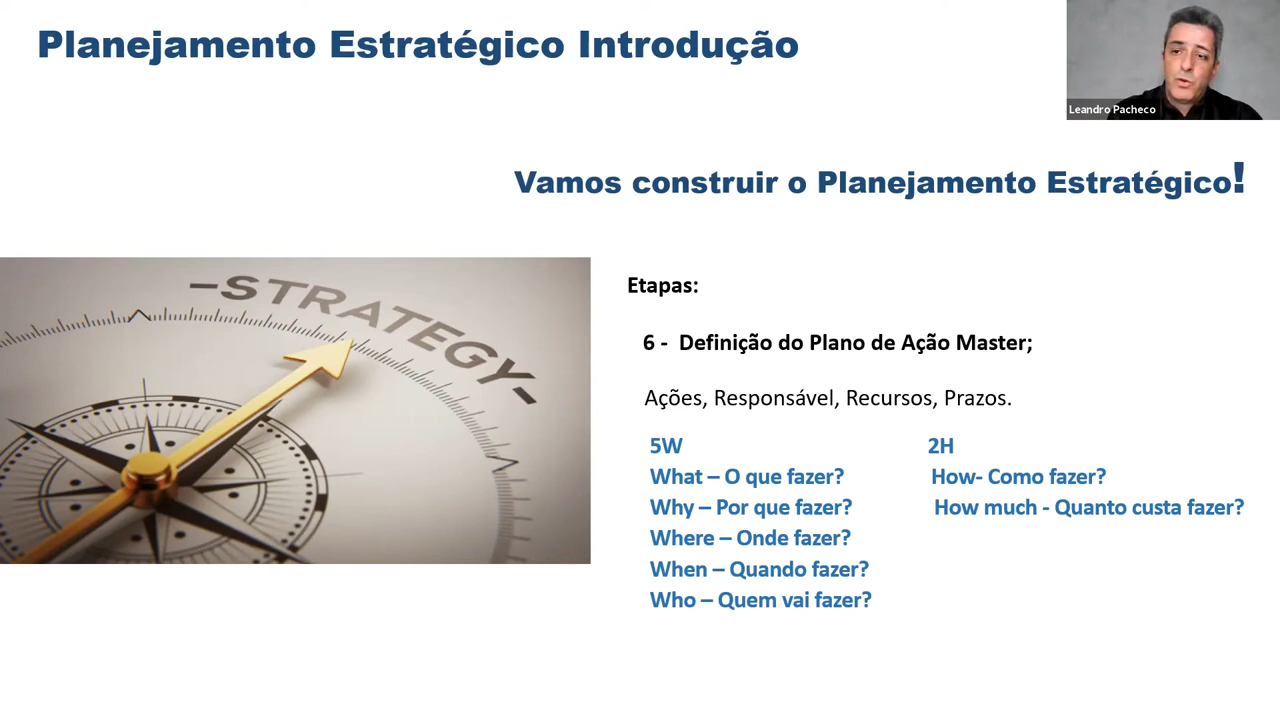 Planejamento Estratégico Introdução
Leandro Pacheco
Vamos construir o Planejamento Estratégico!
-STRATEGY-
Etapas:
6 - Definição do Plano de Ação Master;
Ações, Responsável, Recursos, Prazos.
5W
What – O que fazer?
Why – Por que fazer?
Where – Onde fazer?
When – Quando fazer?
Who – Quem vai fazer?
2H
How- Como fazer?
How much - Quanto custa fazer?